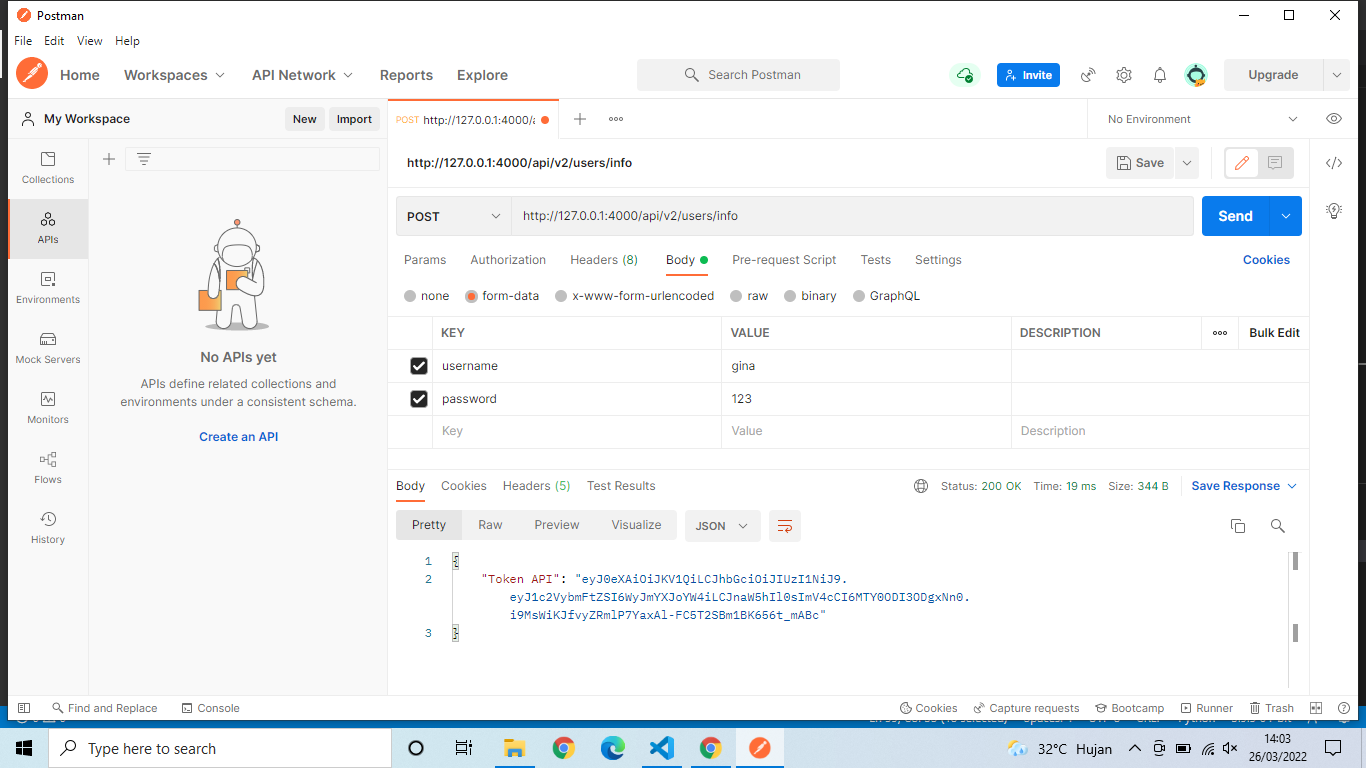 Postman
File Edit View Help
Home Workspaces API Network Reports Explore
Search Postman
Invite
Upgrade
My Workspace
New Import
POST http://127.0.0.1:4000/a
No Environment
Collections
APIs
Environments
Mock Servers
Monitors
Flows
History
No APIs yet
APIs define related collections and
environments under a consistent schema.
Create an API
http://127.0.0.1:4000/api/v2/users/info
Save
POST http://127.0.0.1:4000/api/v2/users/info
Send
Params Authorization Headers (8) Body Pre-request Script Tests Settings
Cookies
none form-data x-www-form-urlencoded raw binary GraphQL
KEY VALUE DESCRIPTION Bulk Edit
username gina
password 123
Key Value Description
Body Cookies Headers (5) Test Results
Status: 200 OK Time: 19 ms Size: 344 B Save Response
Pretty Raw Preview Visualize JSON
1 {
2 "Token API": "eyJ0eXAiOiJKV1QiLCJhbGciOiJIUzI1NiJ9.
eyJ1c2VybmFtZSI6WyJmYXJoYW4iLCJnaW5hIl0sImV4cCI6MTY0ODI3ODgxNn0.
i9MsWiKJfvyZRmlP7YaxAl-FC5T2SBm1BK656t_mABc"
3 }
Find and Replace Console
Cookies Capture requests Bootcamp Runner Trash
Type here to search
32°C Hujan
14:03
26/03/2022